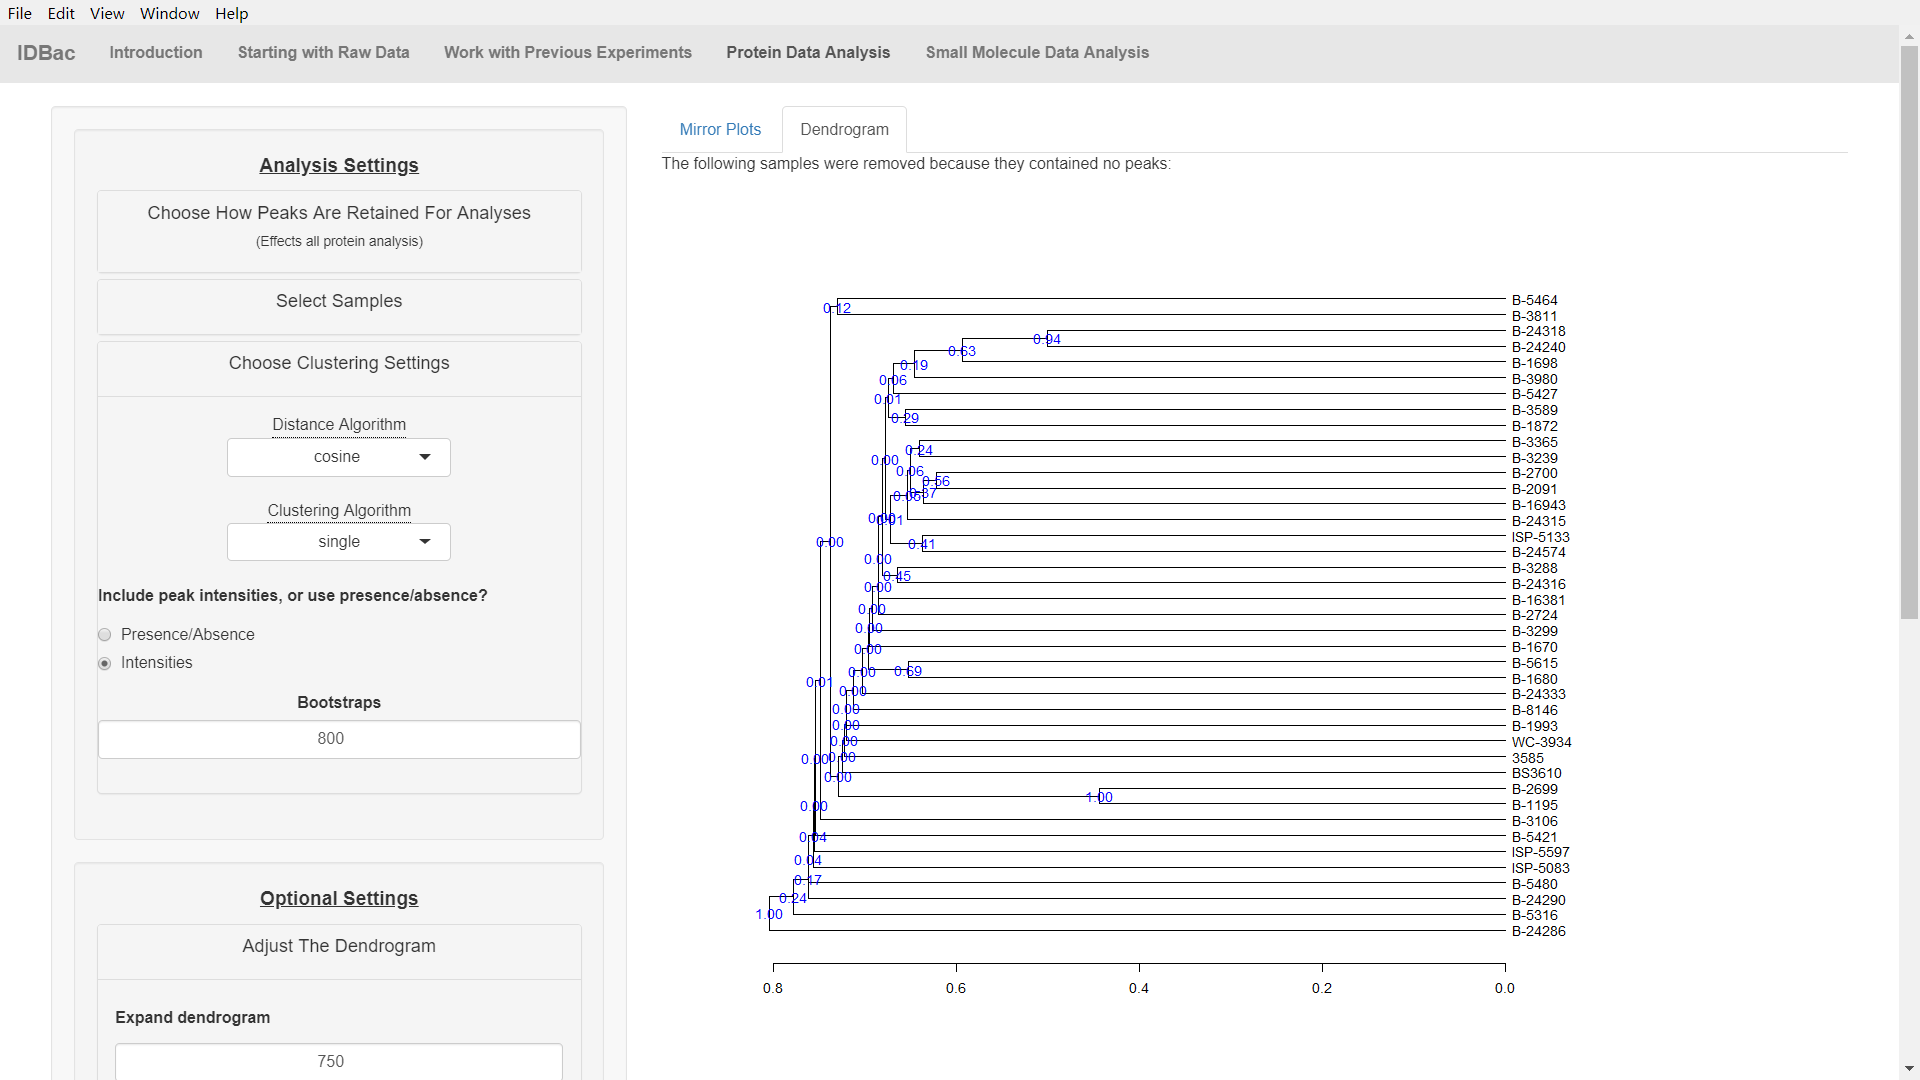 File Edit View Window Help
IDBac Introduction Starting with Raw Data Work with Previous Experiments Protein Data Analysis Small Molecule Data Analysis
Analysis Settings
Choose How Peaks Are Retained For Analyses
(Effects all protein analysis)
Select Samples
Choose Clustering Settings
Distance Algorithm
cosine
Clustering Algorithm
single
Include peak intensities, or use presence/absence?
Presence/Absence
Intensities
Bootstraps
800
Optional Settings
Adjust The Dendrogram
Expand dendrogram
750
Mirror Plots Dendrogram
The following samples were removed because they contained no peaks:
B-5464
0.12
B-3811
B-24318
0.94
B-24240
0.63
B-1698
0.19
B-3980
0.06
B-5427
0.01
B-3589
0.29
B-1872
B-3365
0.24
B-3239
0.00
0.06
B-2700
0.56
B-2091
0.37
0.05
B-16943
0.00
0.01
B-24315
ISP-5133
0.00
0.41
B-24574
0.00
B-3288
0.45
B-24316
0.00
B-16381
0.00
B-2724
0.00
B-3299
0.00
B-1670
B-5615
0.00
0.69
B-1680
0.01
0.00
B-24333
0.00
B-8146
0.00
B-1993
0.00
WC-3934
0.00
0.00
3585
0.00
BS3610
B-2699
1.00
B-1195
0.00
B-3106
0.04
B-5421
ISP-5597
0.04
ISP-5083
0.17
B-5480
0.24
B-24290
1.00
B-5316
B-24286
0.8 0.6 0.4 0.2 0.0